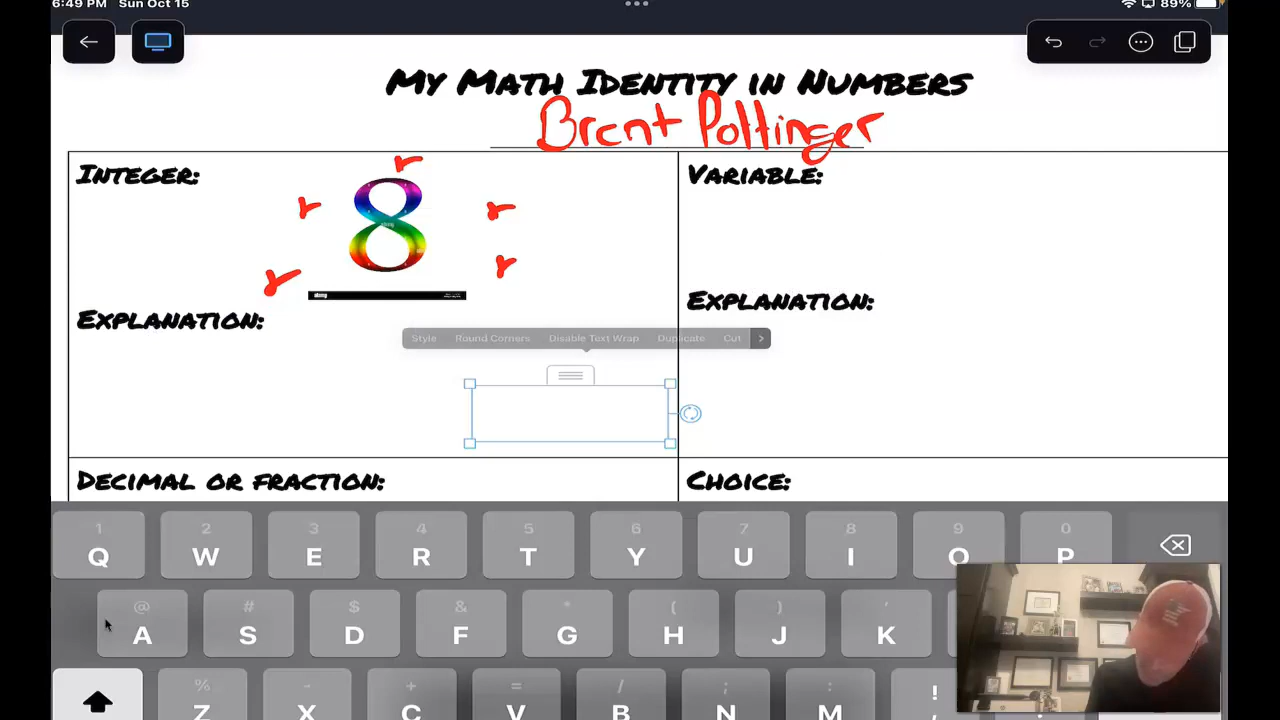 6:49 PM Sun Oct 15 89%
My Math Identity in Numbers
Brent Poltinger
Integer:
8
r r r r r
Explanation:
Variable:
Explanation:
Style Round Corners Disable Text Wrap Duplicate Cut
Decimal or fraction:
Choice:
1 2 3 4 5 6 7 8 9 0
Q W E R T Y U I O P
@ # $ & * ( ) '
A S D F G H J K
% - + = / ; : !
Z X C V B N M ,